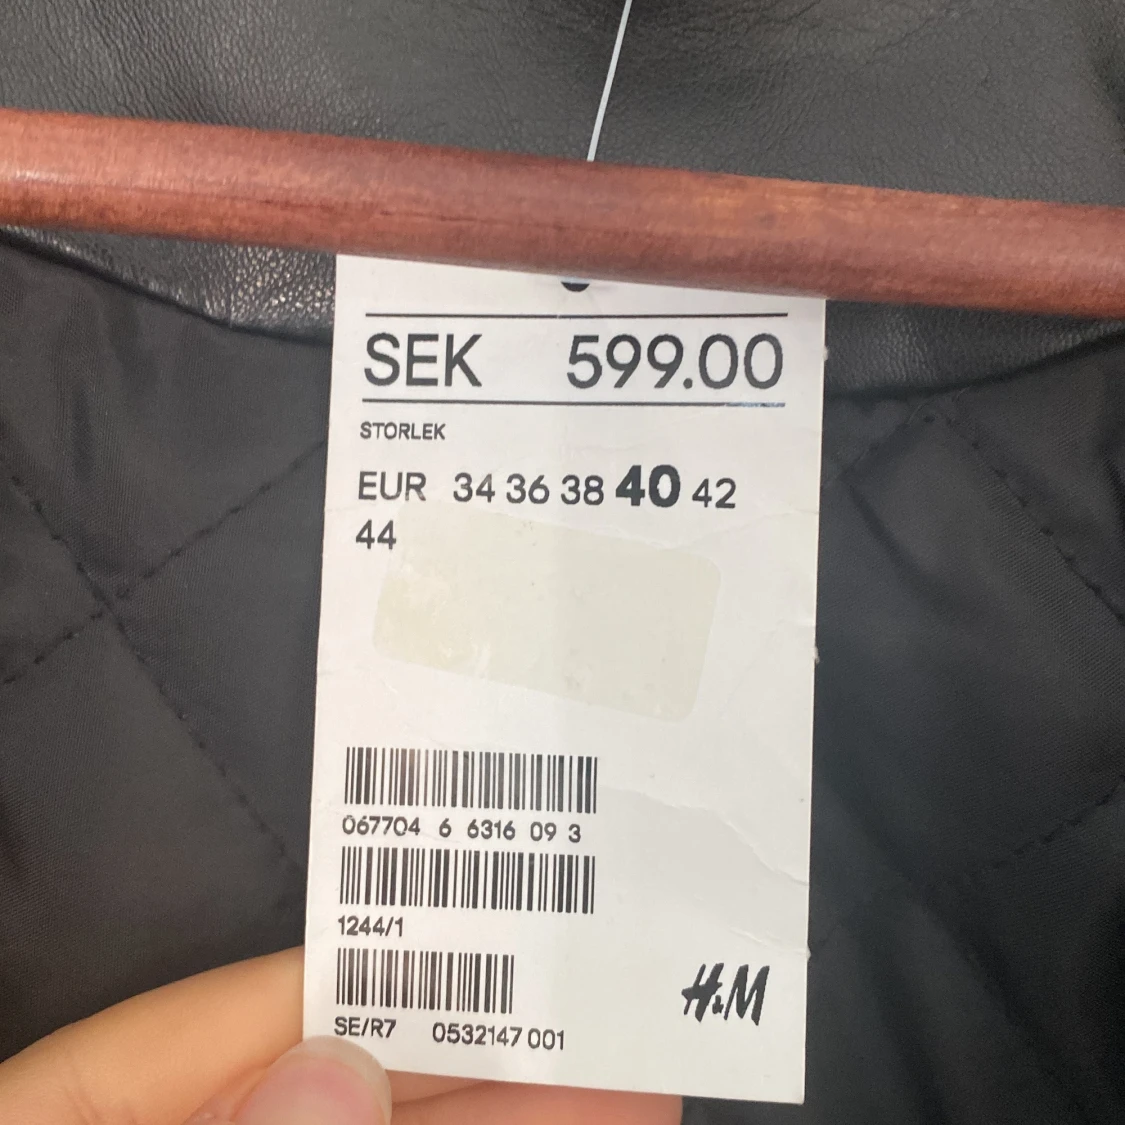 SEK 599.00
STORLEK
EUR 34 36 38 40 42
44
067704 6 6316 09 3
1244/1
SE/R7 0532147 001
H&M